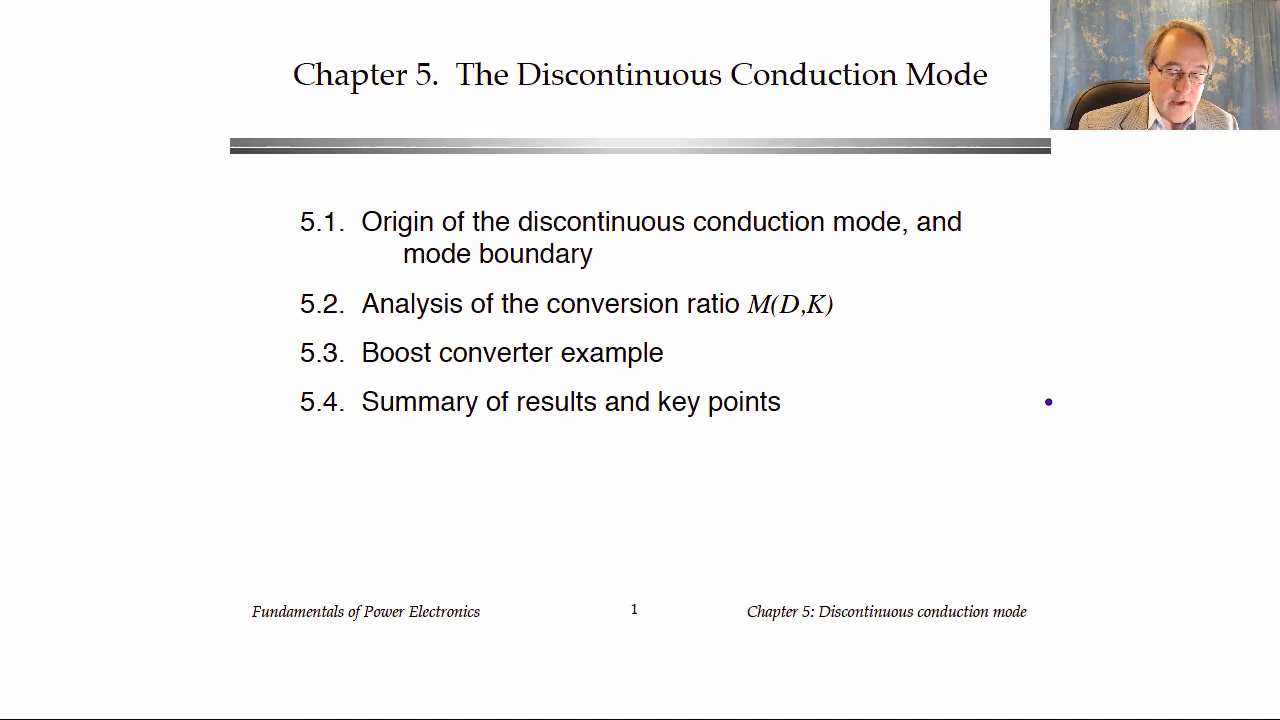 Chapter 5. The Discontinuous Conduction Mode
5.1. Origin of the discontinuous conduction mode, and
mode boundary
5.2. Analysis of the conversion ratio M(D,K)
5.3. Boost converter example
5.4. Summary of results and key points
Fundamentals of Power Electronics
1
Chapter 5: Discontinuous conduction mode